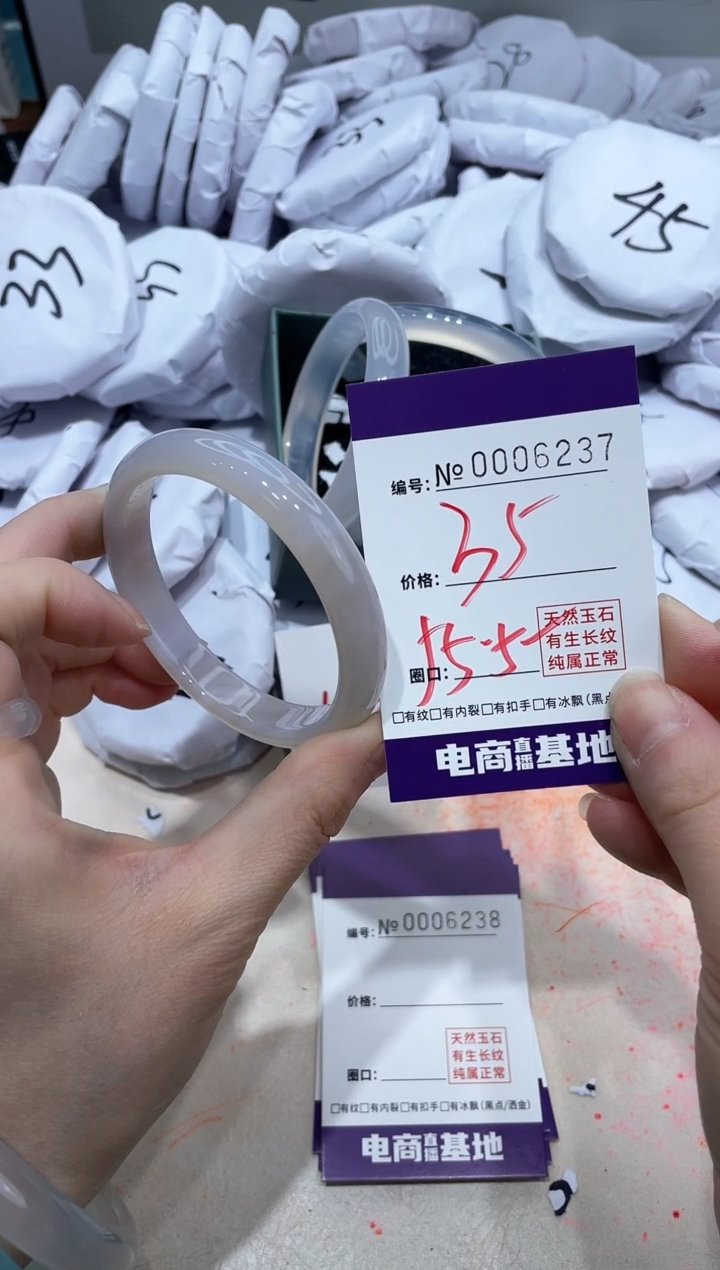 33
45
编号: № 0006237
价格: 35
圈口: 55.5
天然玉石
有生长纹
纯属正常
□有纹□有内裂□有扣手□有冰飘(黑点
电商直播基地
编号: № 0006238
价格:
圈口:
天然玉石
有生长纹
纯属正常
□有纹□有内裂□有扣手□有冰飘(黑点/洒金)
电商直播基地